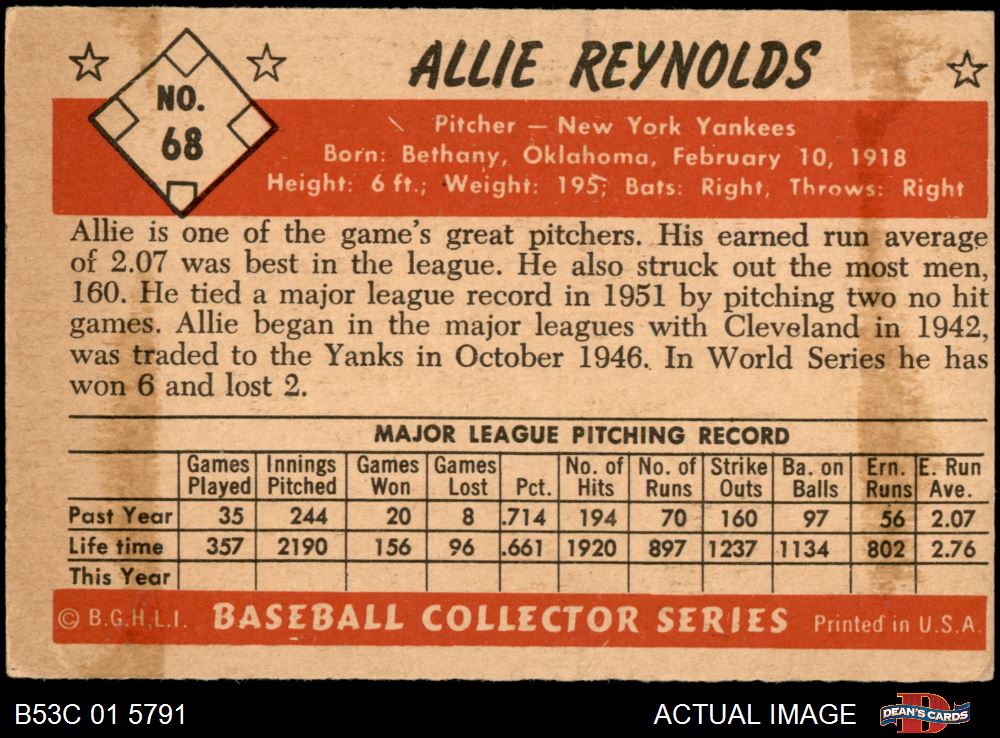 ALLIE REYNOLDS
NO.
68
Pitcher — New York Yankees
Born: Bethany, Oklahoma, February 10, 1918
Height: 6 ft.; Weight: 195; Bats: Right, Throws: Right
Allie is one of the game's great pitchers. His earned run average
of 2.07 was best in the league. He also struck out the most men,
160. He tied a major league record in 1951 by pitching two no hit
games. Allie began in the major leagues with Cleveland in 1942,
was traded to the Yanks in October 1946. In World Series he has
won 6 and lost 2.
MAJOR LEAGUE PITCHING RECORD
Games Innings Games Games No. of No. of Strike Ba. on Ern. E. Run
Played Pitched Won Lost Pct. Hits Runs Outs Balls Runs Ave.
Past Year 35 244 20 8 .714 194 70 160 97 56 2.07
Life time 357 2190 156 96 .661 1920 897 1237 1134 802 2.76
This Year
© B.G.H.L.I. BASEBALL COLLECTOR SERIES Printed in U.S.A.
B53C 01 5791 ACTUAL IMAGE D DEAN'S CARDS